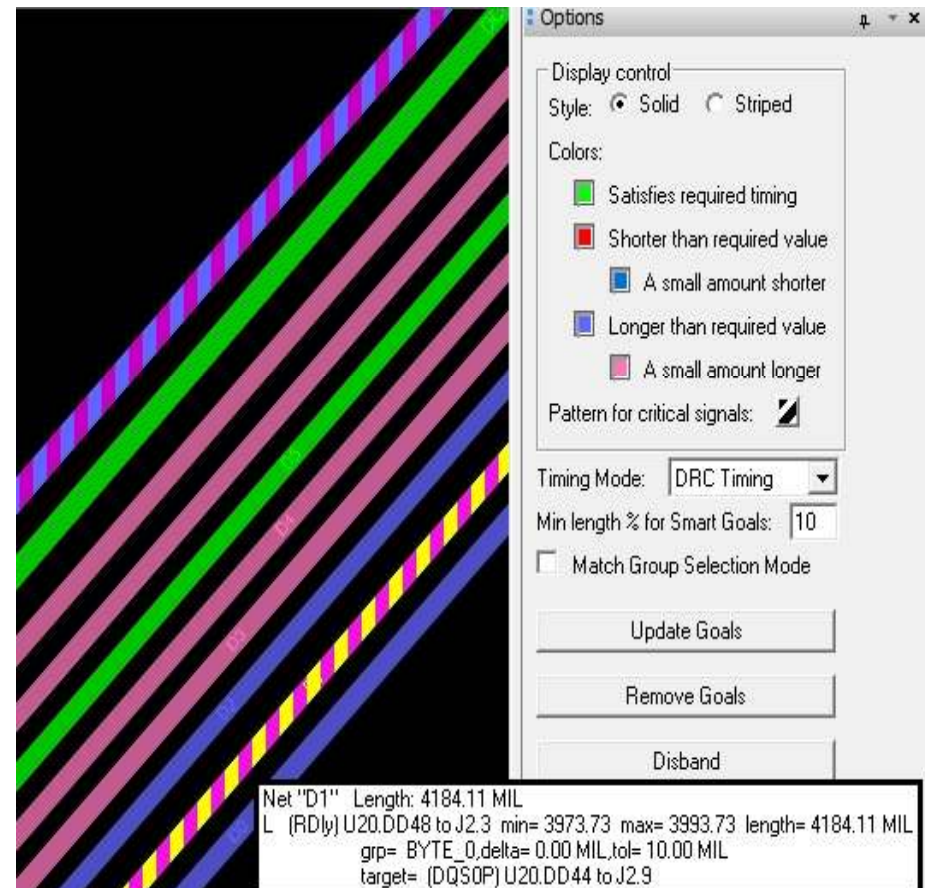 Options
Display control
Style: Solid Striped
Colors:
Satisfies required timing
Shorter than required value
A small amount shorter
Longer than required value
A small amount longer
Pattern for critical signals:
Timing Mode: DRC Timing
Min length % for Smart Goals: 10
Match Group Selection Mode
Update Goals
Remove Goals
Disband
D4
D3
D2
Net "D1" Length: 4184.11 MIL
L (RDly) U20.DD48 to J2.3 min= 3973.73 max= 3993.73 length= 4184.11 MIL
grp= BYTE_0,delta= 0.00 MIL,tol= 10.00 MIL
target= (DQS0P) U20.DD44 to J2.9